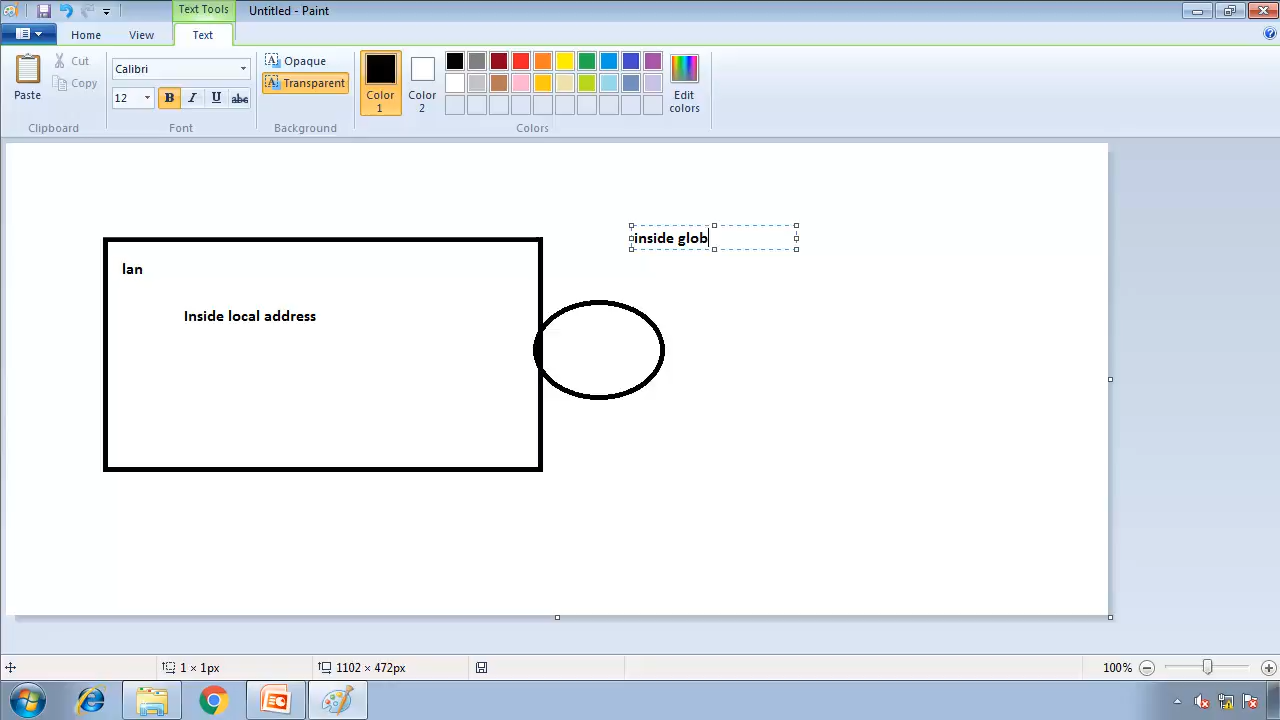 Text Tools
Untitled - Paint
Home
View
Text
Paste
Cut
Copy
Clipboard
Calibri
12
B I U abc
Font
Opaque
Transparent
Background
Color 1
Color 2
Colors
Edit colors
inside glob
lan
Inside local address
1 × 1px
1102 × 472px
100%